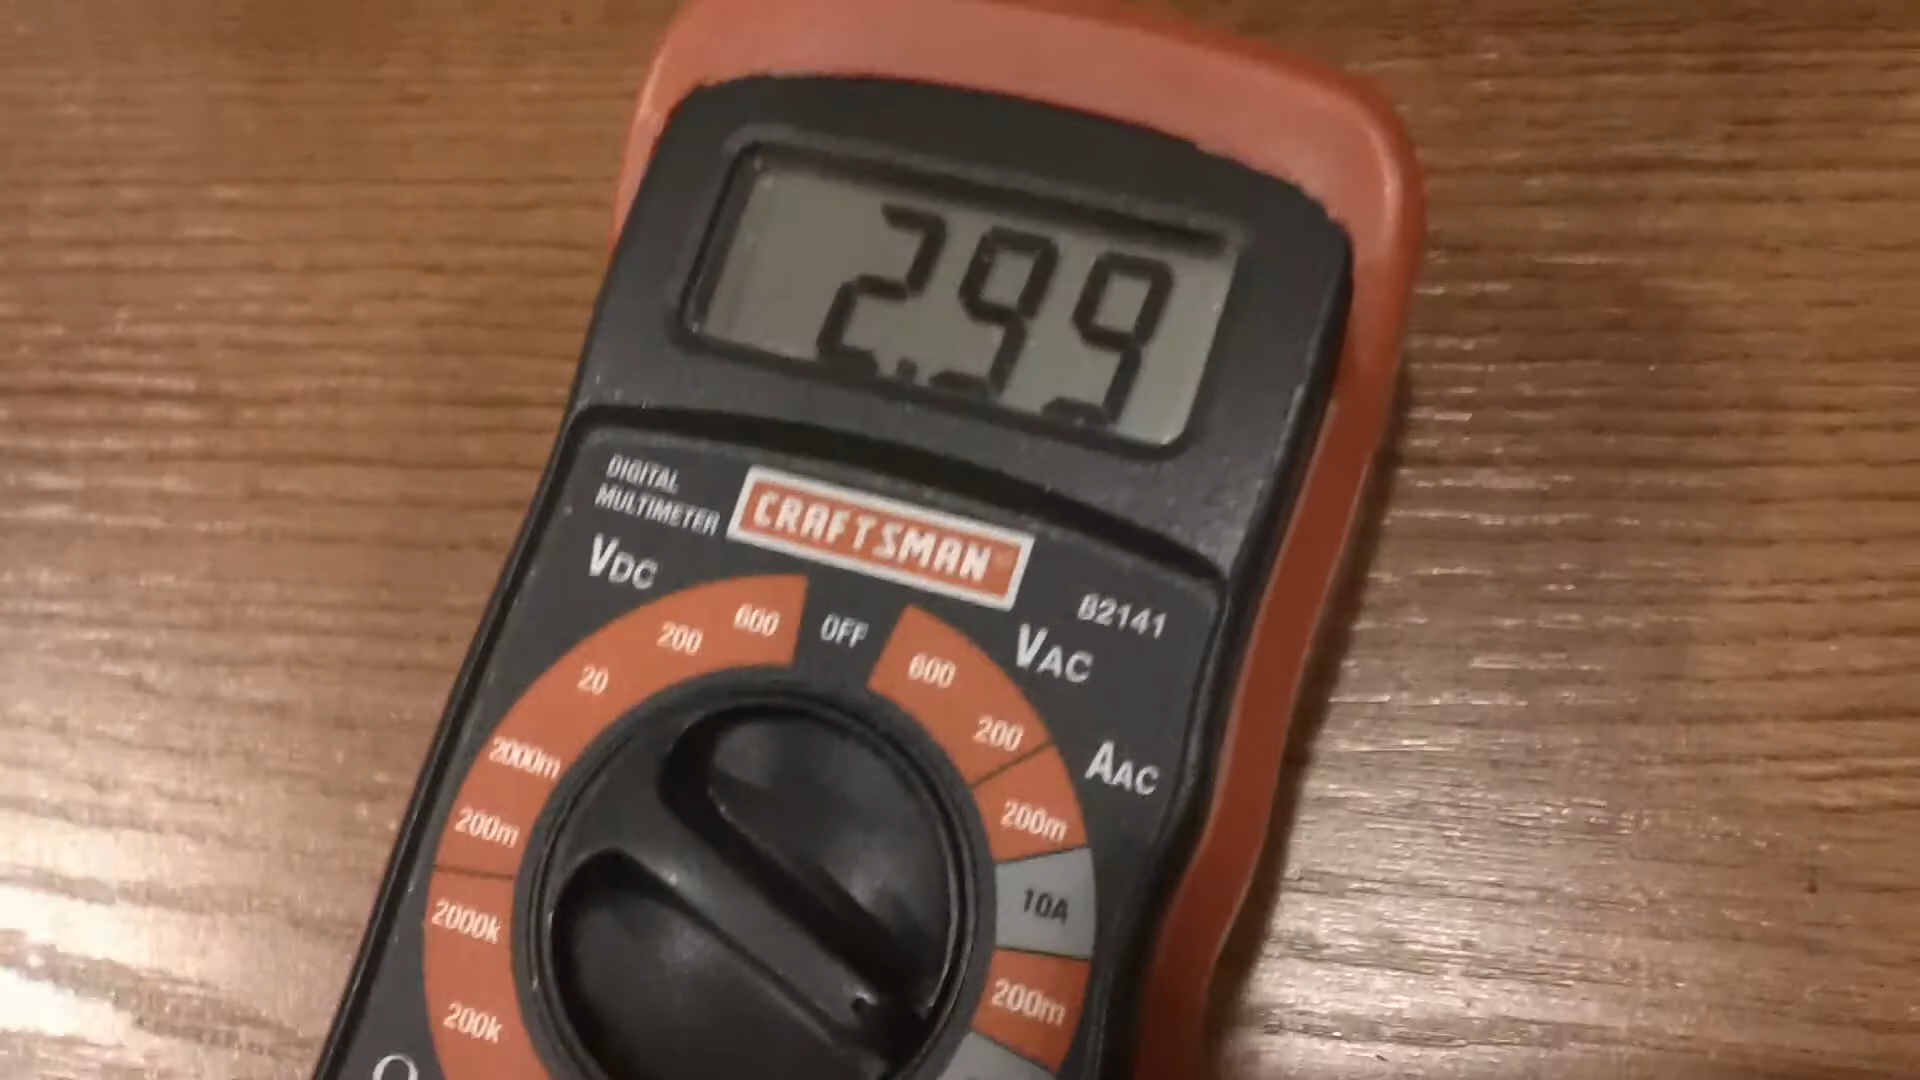 2.99
DIGITAL
MULTIMETER
CRAFTSMAN
82141
VDC
VAC
AAC
OFF
600
200
20
2000m
200m
2000k
200k
Ω
600
200
200m
10A
200m